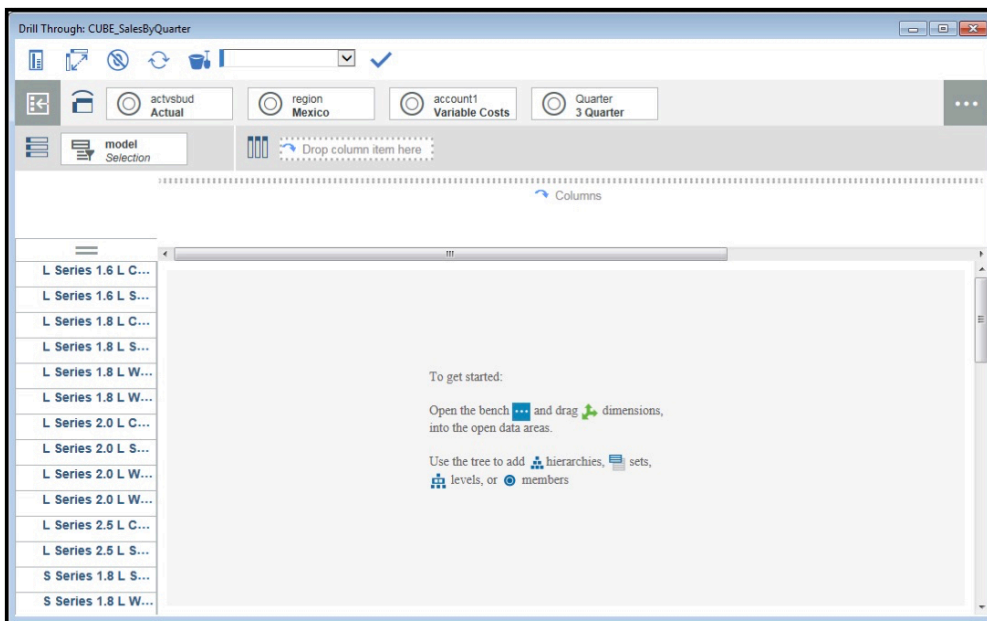 Drill Through: CUBE_SalesByQuarter
actvsbud
Actual
region
Mexico
account1
Variable Costs
Quarter
3 Quarter
model
Selection
Drop column item here
Columns
L Series 1.6 L C...
L Series 1.6 L S...
L Series 1.8 L C...
L Series 1.8 L S...
L Series 1.8 L W...
L Series 1.8 L W...
L Series 2.0 L C...
L Series 2.0 L S...
L Series 2.0 L W...
L Series 2.0 L W...
L Series 2.5 L C...
L Series 2.5 L S...
S Series 1.8 L S...
S Series 1.8 L W...
To get started:
Open the bench and drag dimensions,
into the open data areas.
Use the tree to add hierarchies, sets,
levels, or members